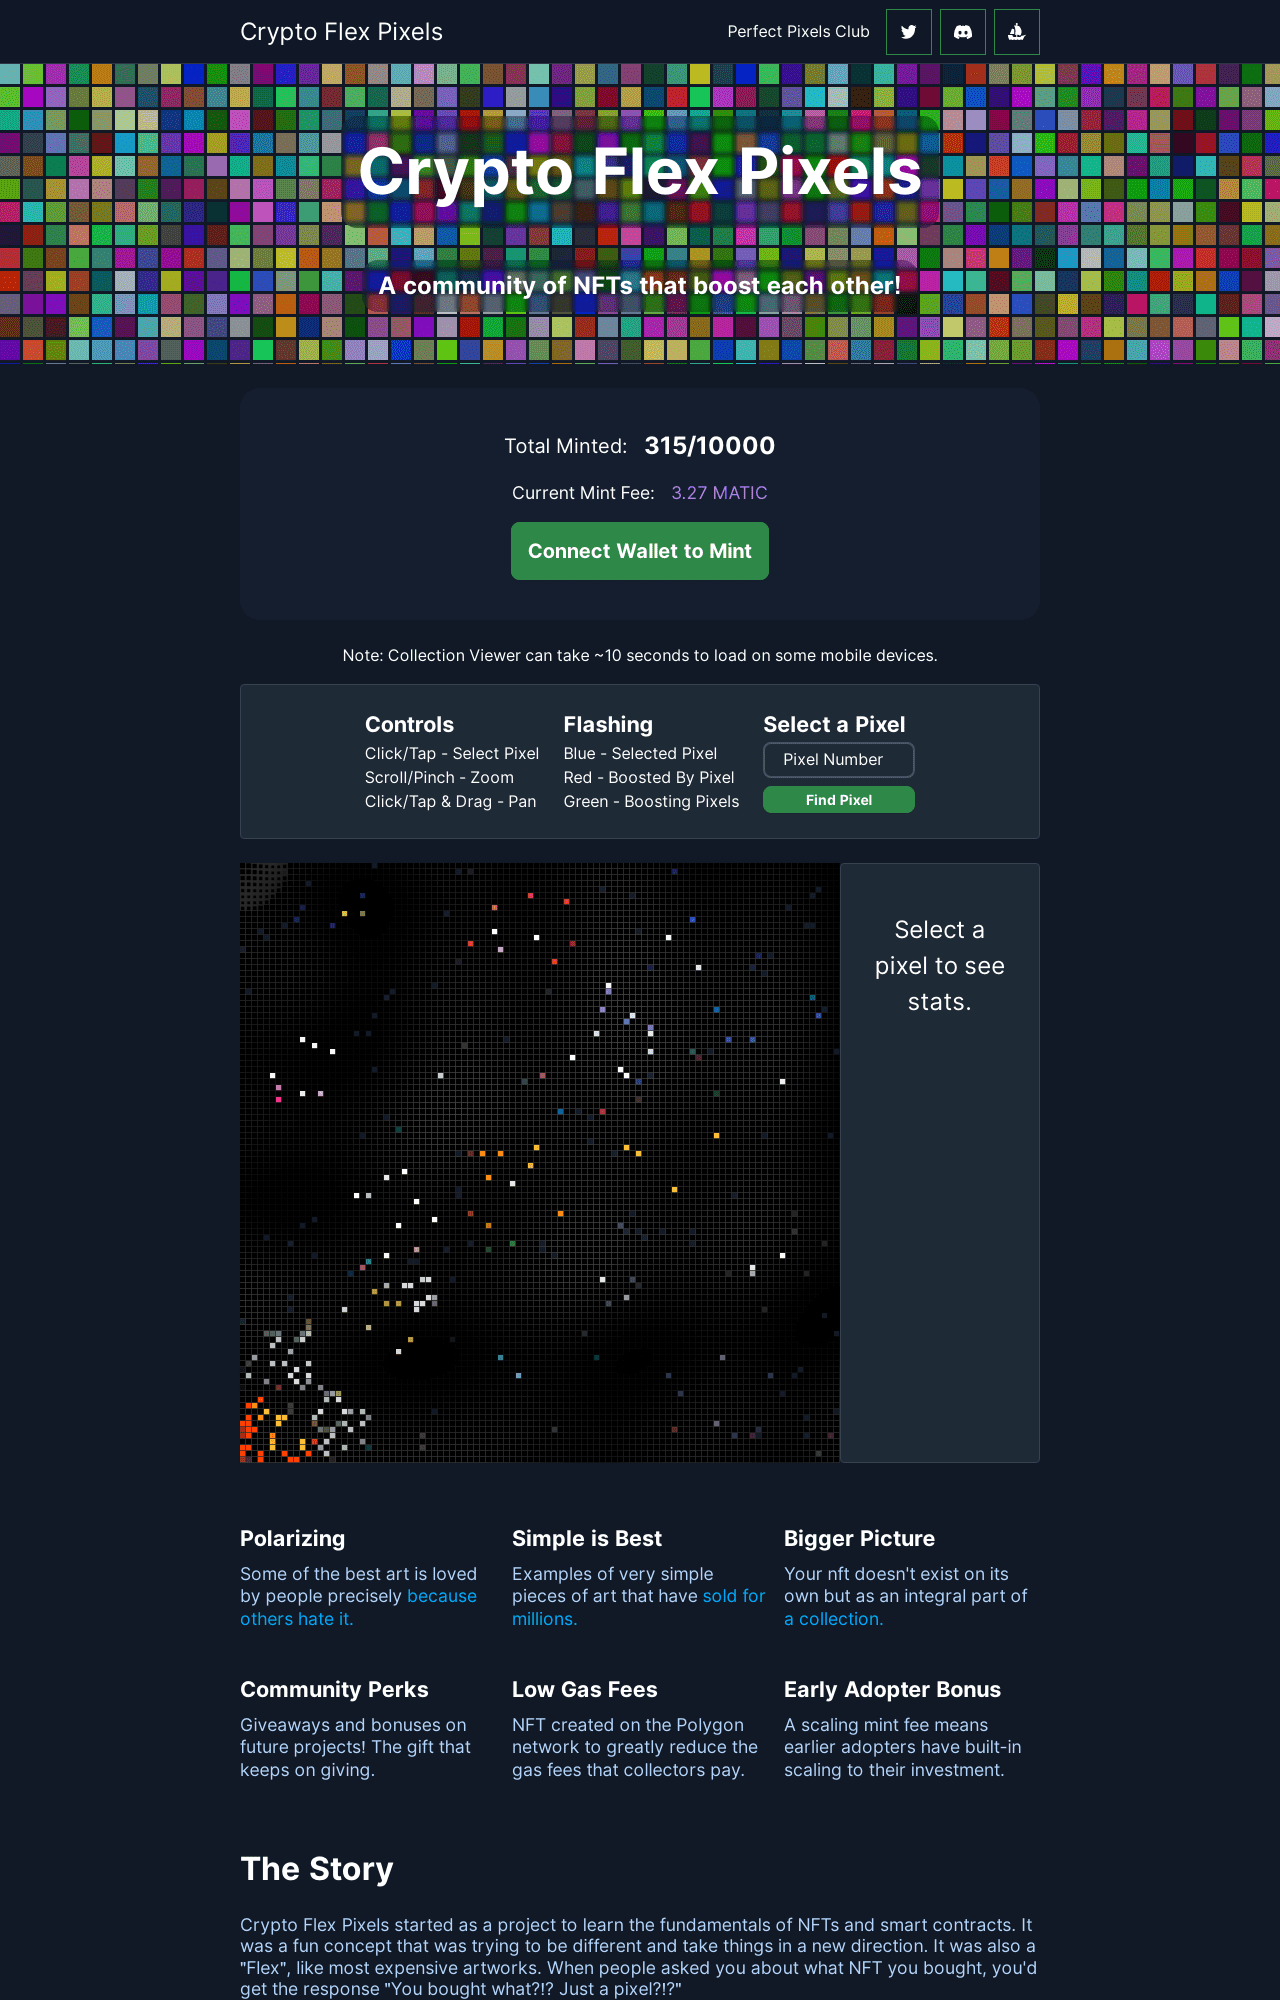 Crypto Flex Pixels
Perfect Pixels Club
Crypto Flex Pixels
A community of NFTs that boost each other!
Total Minted: 315/10000
Current Mint Fee: 3.27 MATIC
Connect Wallet to Mint
Note: Collection Viewer can take ~10 seconds to load on some mobile devices.
Controls
Click/Tap - Select Pixel
Scroll/Pinch - Zoom
Click/Tap & Drag - Pan
Flashing
Blue - Selected Pixel
Red - Boosted By Pixel
Green - Boosting Pixels
Select a Pixel
Pixel Number
Find Pixel
Select a
pixel to see
stats.
Polarizing
Some of the best art is loved
by people precisely because
others hate it.
Simple is Best
Examples of very simple
pieces of art that have sold for
millions.
Bigger Picture
Your nft doesn't exist on its
own but as an integral part of
a collection.
Community Perks
Giveaways and bonuses on
future projects! The gift that
keeps on giving.
Low Gas Fees
NFT created on the Polygon
network to greatly reduce the
gas fees that collectors pay.
Early Adopter Bonus
A scaling mint fee means
earlier adopters have built-in
scaling to their investment.
The Story
Crypto Flex Pixels started as a project to learn the fundamentals of NFTs and smart contracts. It
was a fun concept that was trying to be different and take things in a new direction. It was also a
"Flex", like most expensive artworks. When people asked you about what NFT you bought, you'd
get the response "You bought what?!? Just a pixel?!?"